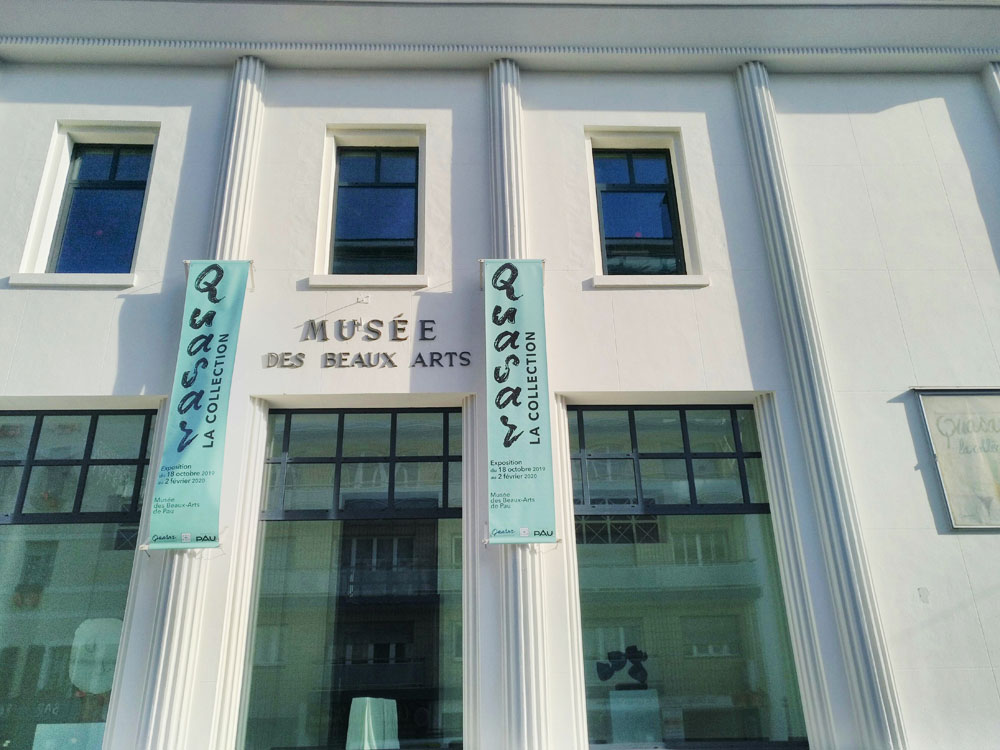 MUSÉE
DES BEAUX ARTS
Quasar
LA COLLECTION
Exposition
du 18 octobre 2019
au 2 février 2020
Musée
des Beaux-Arts
de Pau
Quasar
PAU
Quasar
LA COLLECTION
Exposition
du 18 octobre 2019
au 2 février 2020
Musée
des Beaux-Arts
de Pau
Quasar
PAU